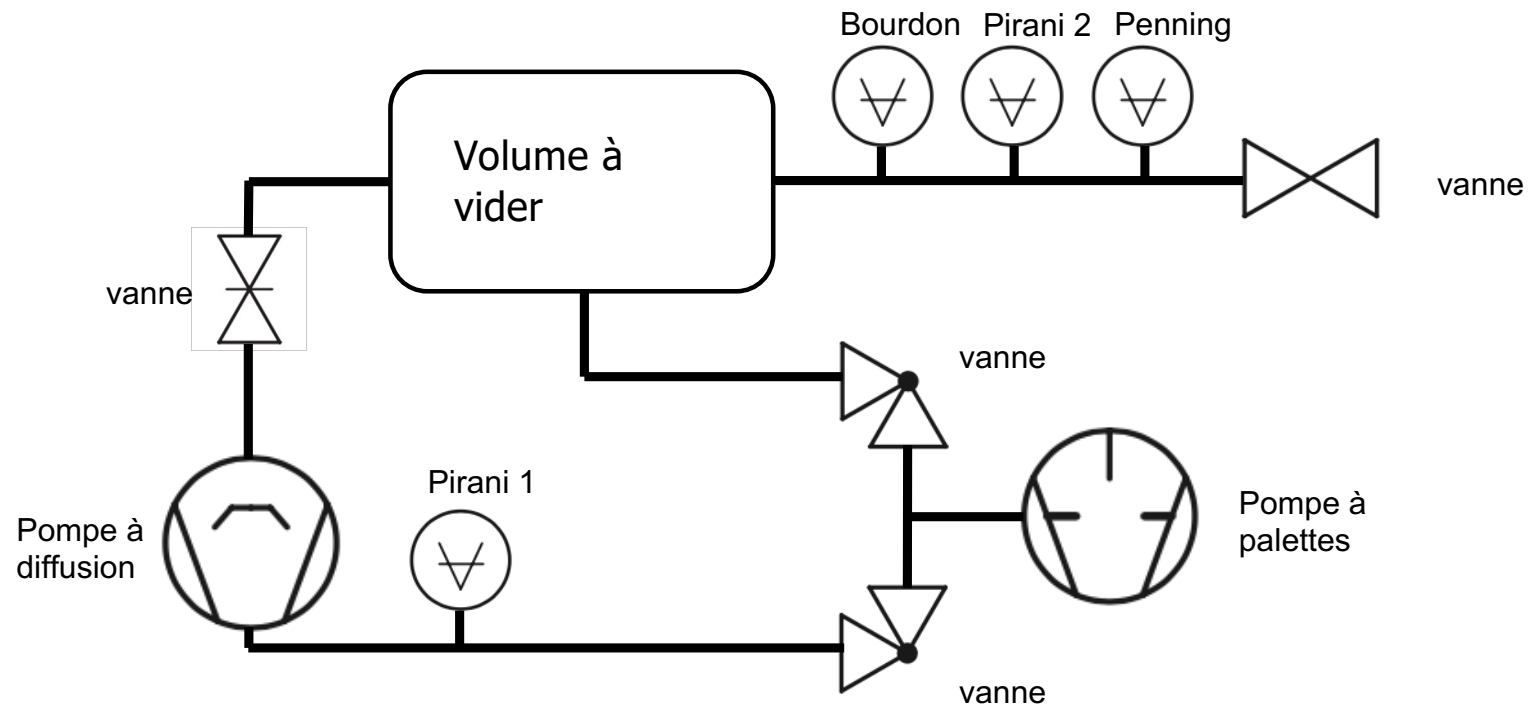 Bourdon Pirani 2 Penning
Volume à
vider
vanne
vanne
vanne
Pirani 1
Pompe à
diffusion
Pompe à
palettes
vanne